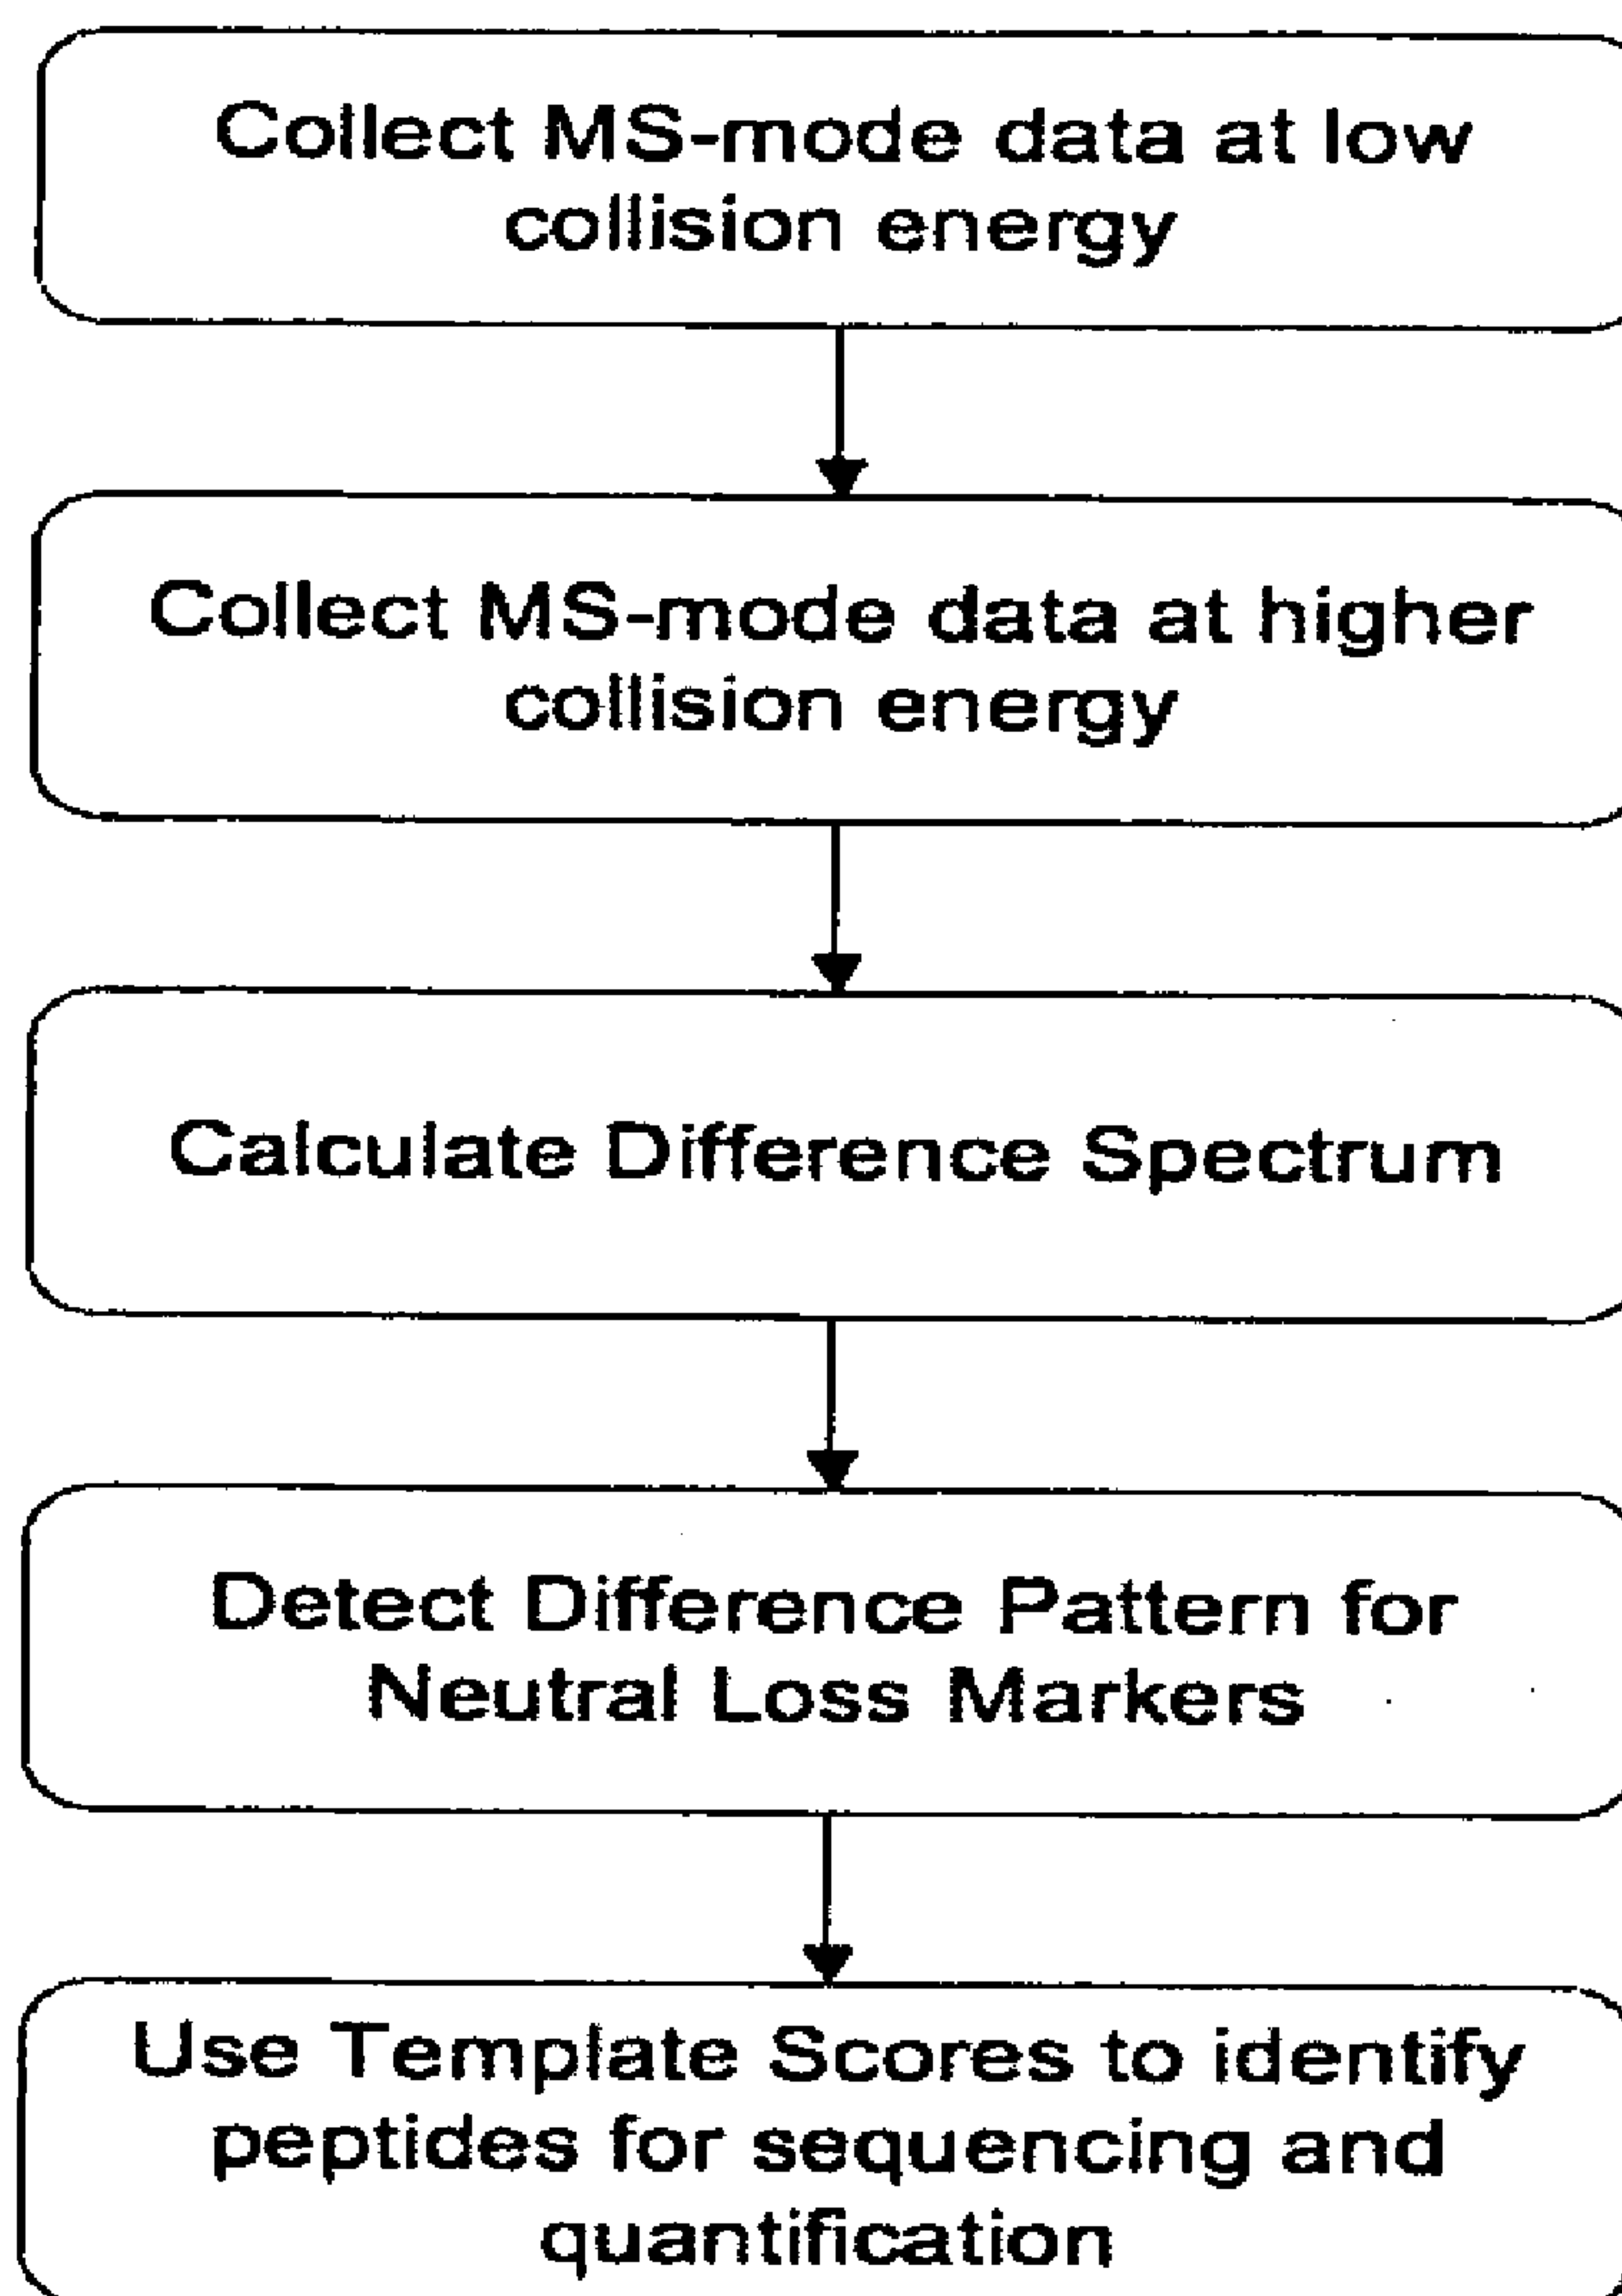 Collect MS-mode data at low
collision energy
Collect MS-mode data at higher
collision energy
Calculate Difference Spectrum
Detect Difference Pattern for
Neutral Loss Markers
Use Template Scores to identify
peptides for sequencing and
quantification